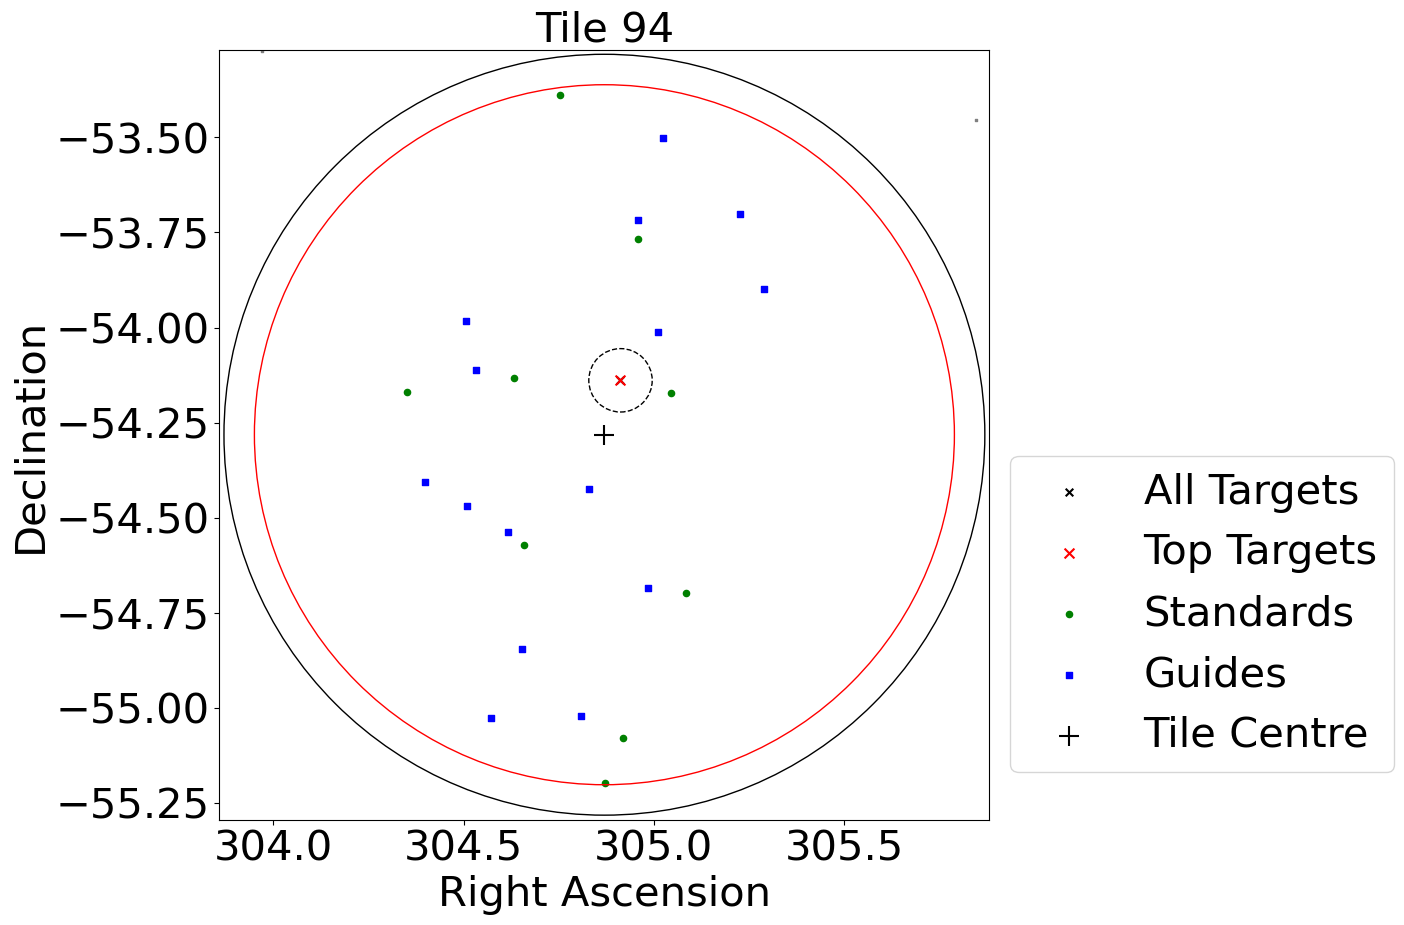 Tile 94
−53.50
−53.75
−54.00
−54.25
−54.50
−54.75
−55.00
−55.25
Declination
304.0 304.5 305.0 305.5
Right Ascension
All Targets
Top Targets
Standards
Guides
Tile Centre